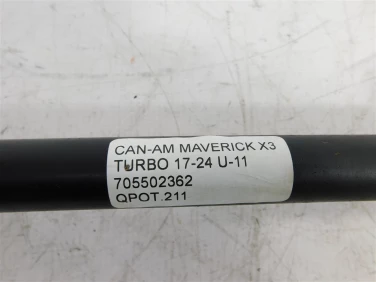 CAN-AM MAVERICK X3
TURBO 17-24 U-11
705502362
QPOT.211